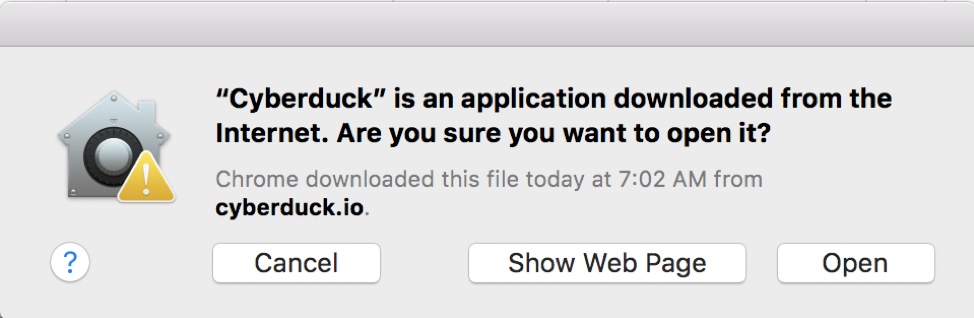 “Cyberduck” is an application downloaded from the
Internet. Are you sure you want to open it?
Chrome downloaded this file today at 7:02 AM from
cyberduck.io.
?
Cancel
Show Web Page
Open